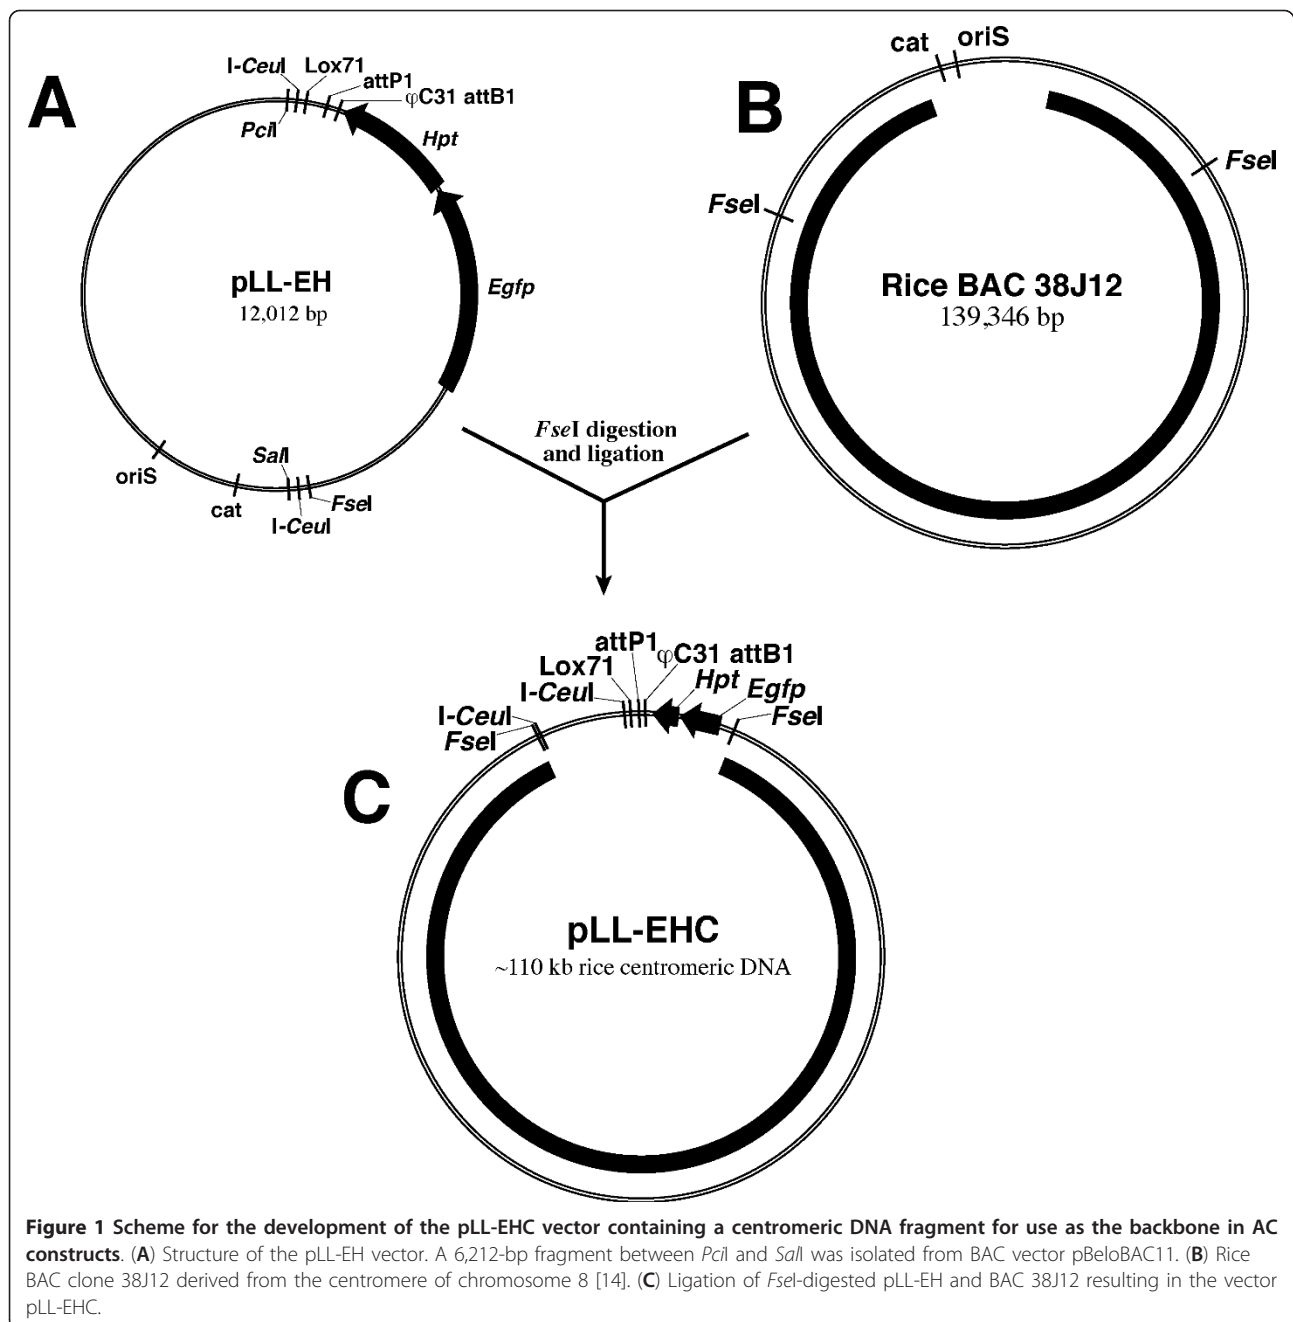 A
I-CeuI
Lox71
attP1
φC31 attB1
PciI
Hpt
pLL-EH
12,012 bp
Egfp
oriS
cat
SalI
I-CeuI
FseI
B
cat
oriS
FseI
FseI
Rice BAC 38J12
139,346 bp
FseI digestion
and ligation
attP1
φC31 attB1
Lox71
Hpt
I-CeuI
Egfp
I-CeuI
FseI
FseI
C
pLL-EHC
~110 kb rice centromeric DNA
Figure 1 Scheme for the development of the pLL-EHC vector containing a centromeric DNA fragment for use as the backbone in AC
constructs. (A) Structure of the pLL-EH vector. A 6,212-bp fragment between PciI and SalI was isolated from BAC vector pBeloBAC11. (B) Rice
BAC clone 38J12 derived from the centromere of chromosome 8 [14]. (C) Ligation of FseI-digested pLL-EH and BAC 38J12 resulting in the vector
pLL-EHC.